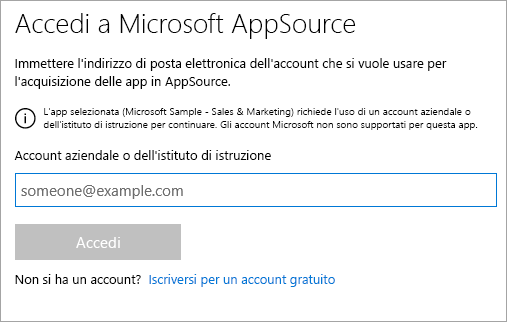 Accedi a Microsoft AppSource
Immettere l'indirizzo di posta elettronica dell'account che si vuole usare per
l'acquisizione delle app in AppSource.
L'app selezionata (Microsoft Sample - Sales & Marketing) richiede l'uso di un account aziendale o
dell'istituto di istruzione per continuare. Gli account Microsoft non sono supportati per questa app.
Account aziendale o dell'istituto di istruzione
someone@example.com
Accedi
Non si ha un account? Iscriversi per un account gratuito